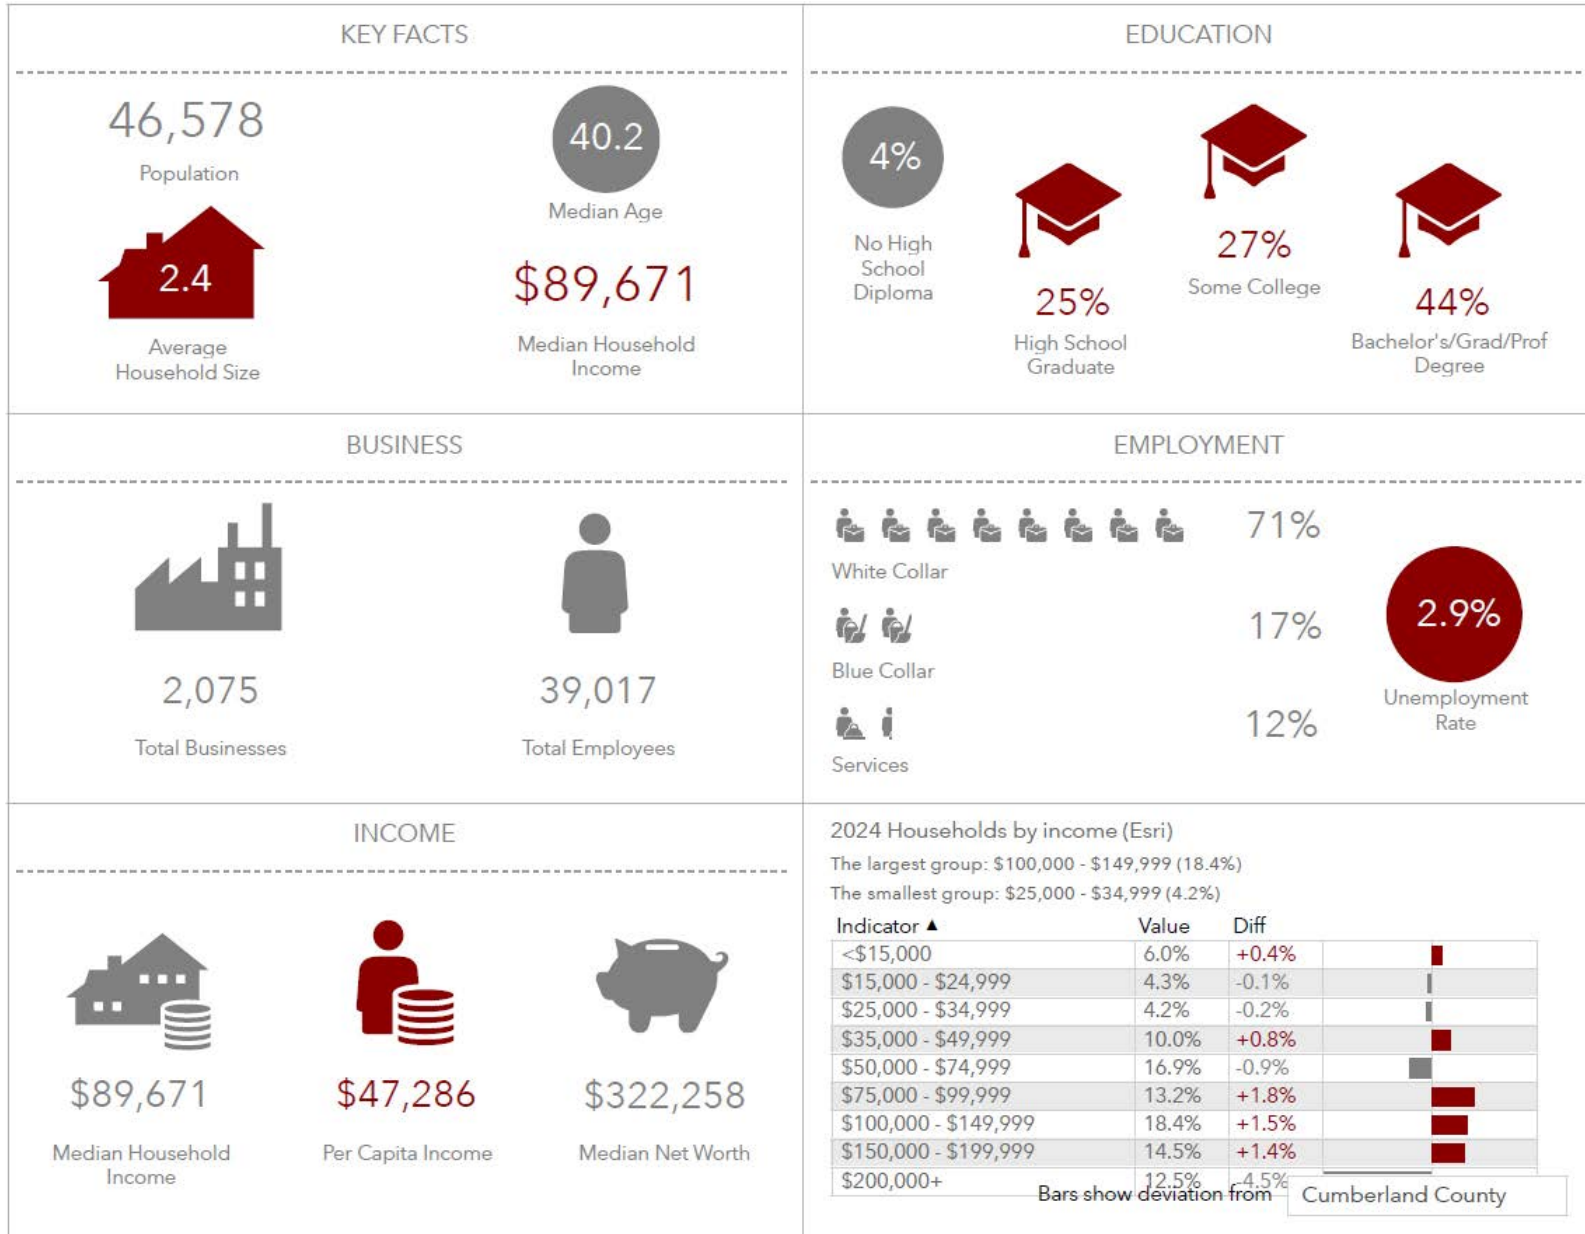 KEY FACTS
46,578
Population
40.2
Median Age
2.4
Average
Household Size
$89,671
Median Household
Income
EDUCATION
4%
No High
School
Diploma
25%
High School
Graduate
27%
Some College
44%
Bachelor's/Grad/Prof
Degree
BUSINESS
2,075
Total Businesses
39,017
Total Employees
EMPLOYMENT
71%
White Collar
17%
Blue Collar
12%
Services
2.9%
Unemployment
Rate
INCOME
$89,671
Median Household
Income
$47,286
Per Capita Income
$322,258
Median Net Worth
2024 Households by income (Esri)
The largest group: $100,000 - $149,999 (18.4%)
The smallest group: $25,000 - $34,999 (4.2%)
Indicator ▲ Value Diff
<$15,000 6.0% +0.4%
$15,000 - $24,999 4.3% -0.1%
$25,000 - $34,999 4.2% -0.2%
$35,000 - $49,999 10.0% +0.8%
$50,000 - $74,999 16.9% -0.9%
$75,000 - $99,999 13.2% +1.8%
$100,000 - $149,999 18.4% +1.5%
$150,000 - $199,999 14.5% +1.4%
$200,000+ 12.5% -4.5%
Bars show deviation from Cumberland County